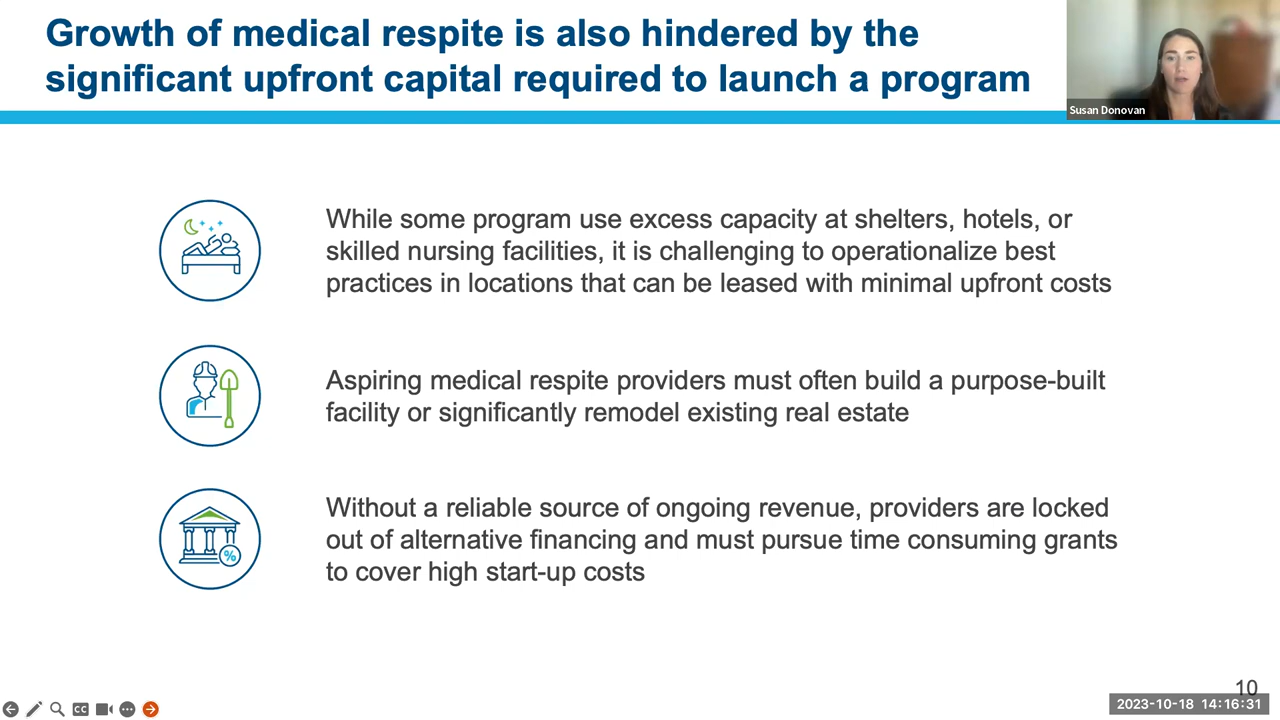 Growth of medical respite is also hindered by the
significant upfront capital required to launch a program
Susan Donovan
While some program use excess capacity at shelters, hotels, or
skilled nursing facilities, it is challenging to operationalize best
practices in locations that can be leased with minimal upfront costs
Aspiring medical respite providers must often build a purpose-built
facility or significantly remodel existing real estate
%
Without a reliable source of ongoing revenue, providers are locked
out of alternative financing and must pursue time consuming grants
to cover high start-up costs
CC
10
2023-10-18 14:16:31